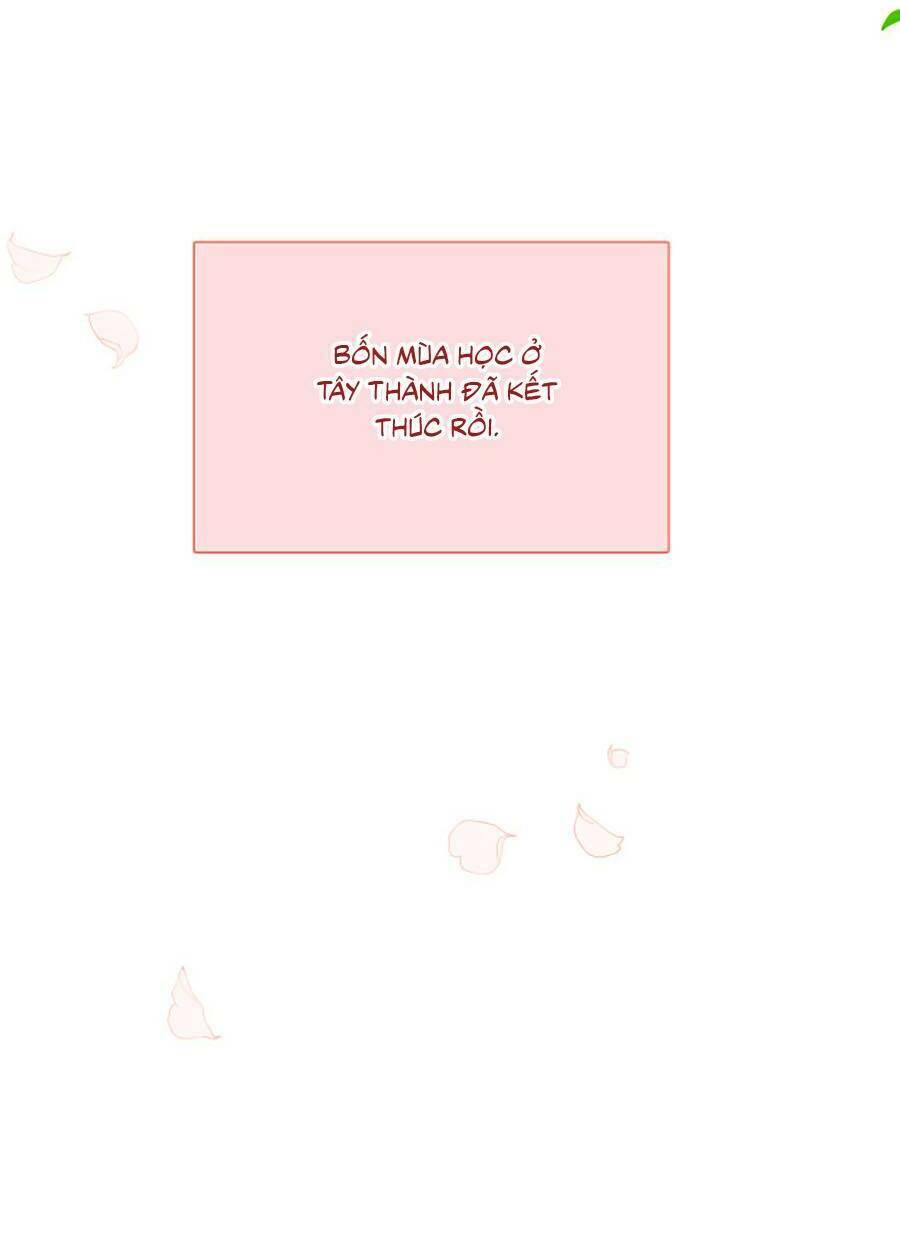 BỐN MÙA HỌC Ở
TÂY THÀNH ĐÃ KẾT
THÚC RỒI.